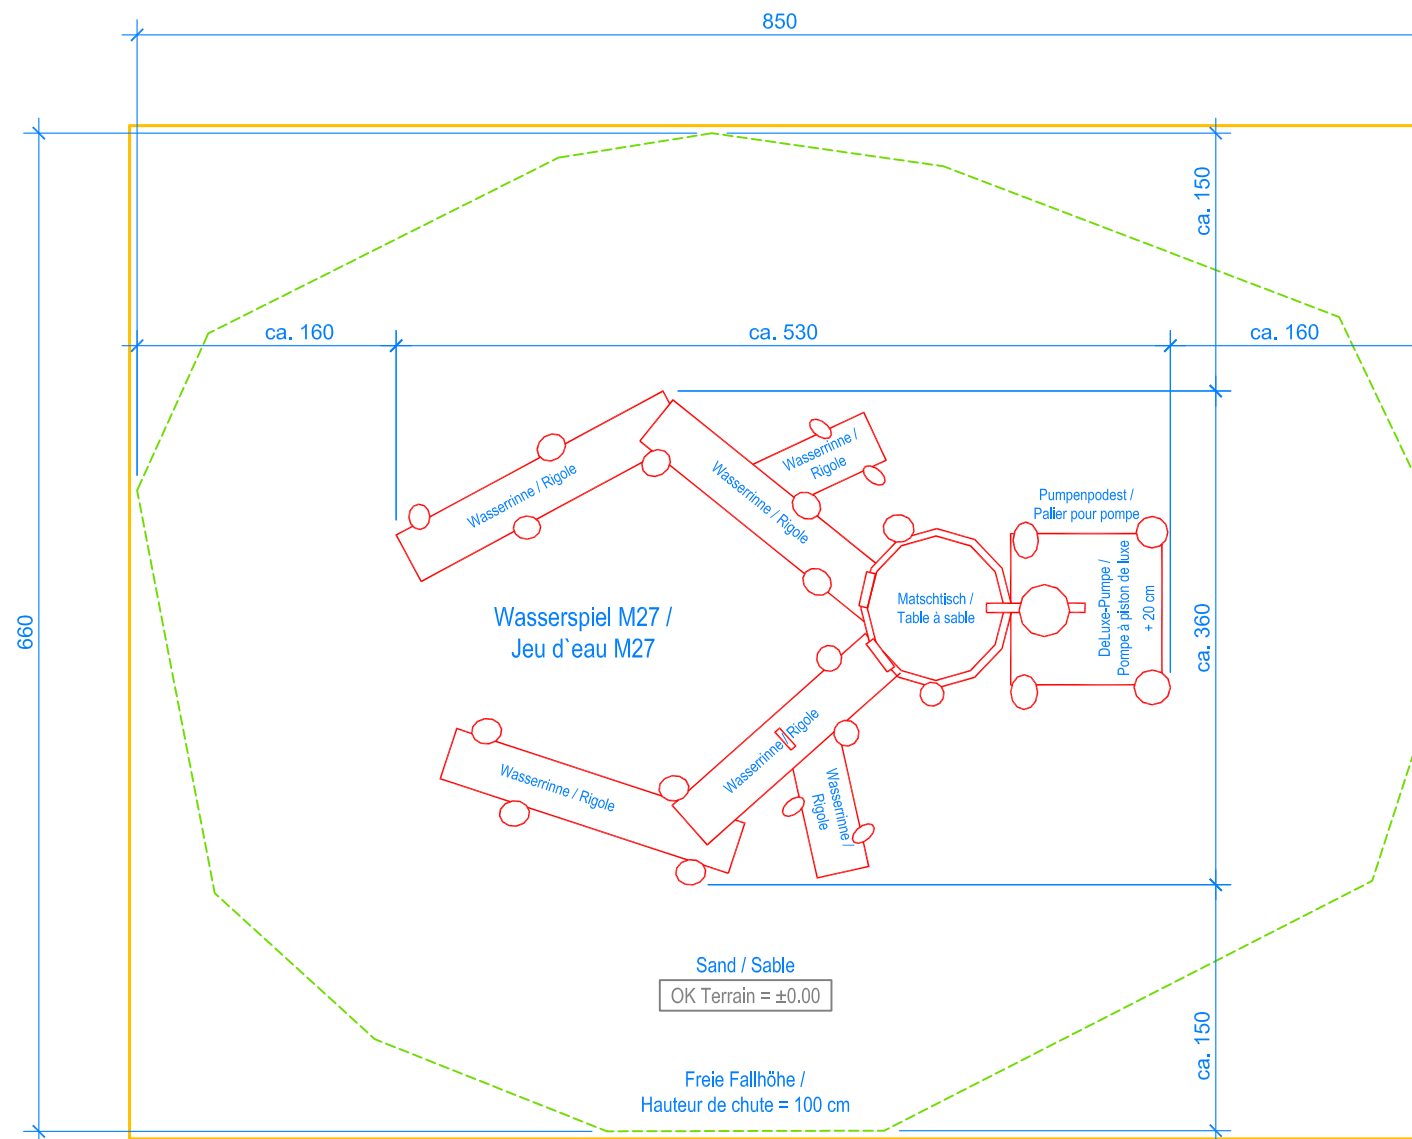 850
ca. 150
ca. 160
ca. 530
ca. 160
Wasserrinne / Rigole
Wasserrinne / Rigole
Wasserrinne /
Rigole
Pumpenpodest /
Palier pour pompe
Matschtisch /
Table à sable
DeLuxe-Pumpe /
Pompe à piston de luxe
+ 20 cm
Wasserspiel M27 /
Jeu d`eau M27
660
ca. 360
Wasserrinne / Rigole
Wasserrinne / Rigole
Wasserrinne /
Rigole
Sand / Sable
OK Terrain = ±0.00
ca. 150
Freie Fallhöhe /
Hauteur de chute = 100 cm